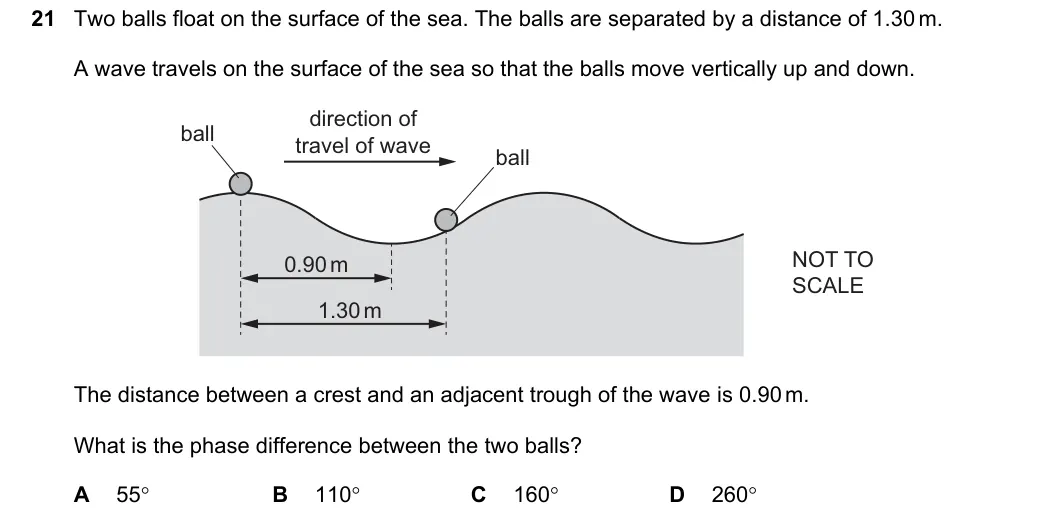 21 Two balls float on the surface of the sea. The balls are separated by a distance of 1.30 m.
A wave travels on the surface of the sea so that the balls move vertically up and down.
direction of
travel of wave
ball
ball
0.90 m
1.30 m
NOT TO
SCALE
The distance between a crest and an adjacent trough of the wave is 0.90 m.
What is the phase difference between the two balls?
A 55° B 110° C 160° D 260°